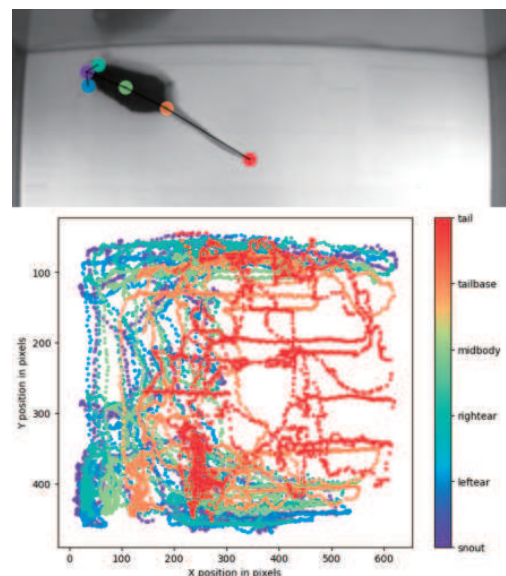 tail
tailbase
midbody
rightear
leftear
snout
100
200
300
400
0 100 200 300 400 500 600
Y position in pixels
X position in pixels